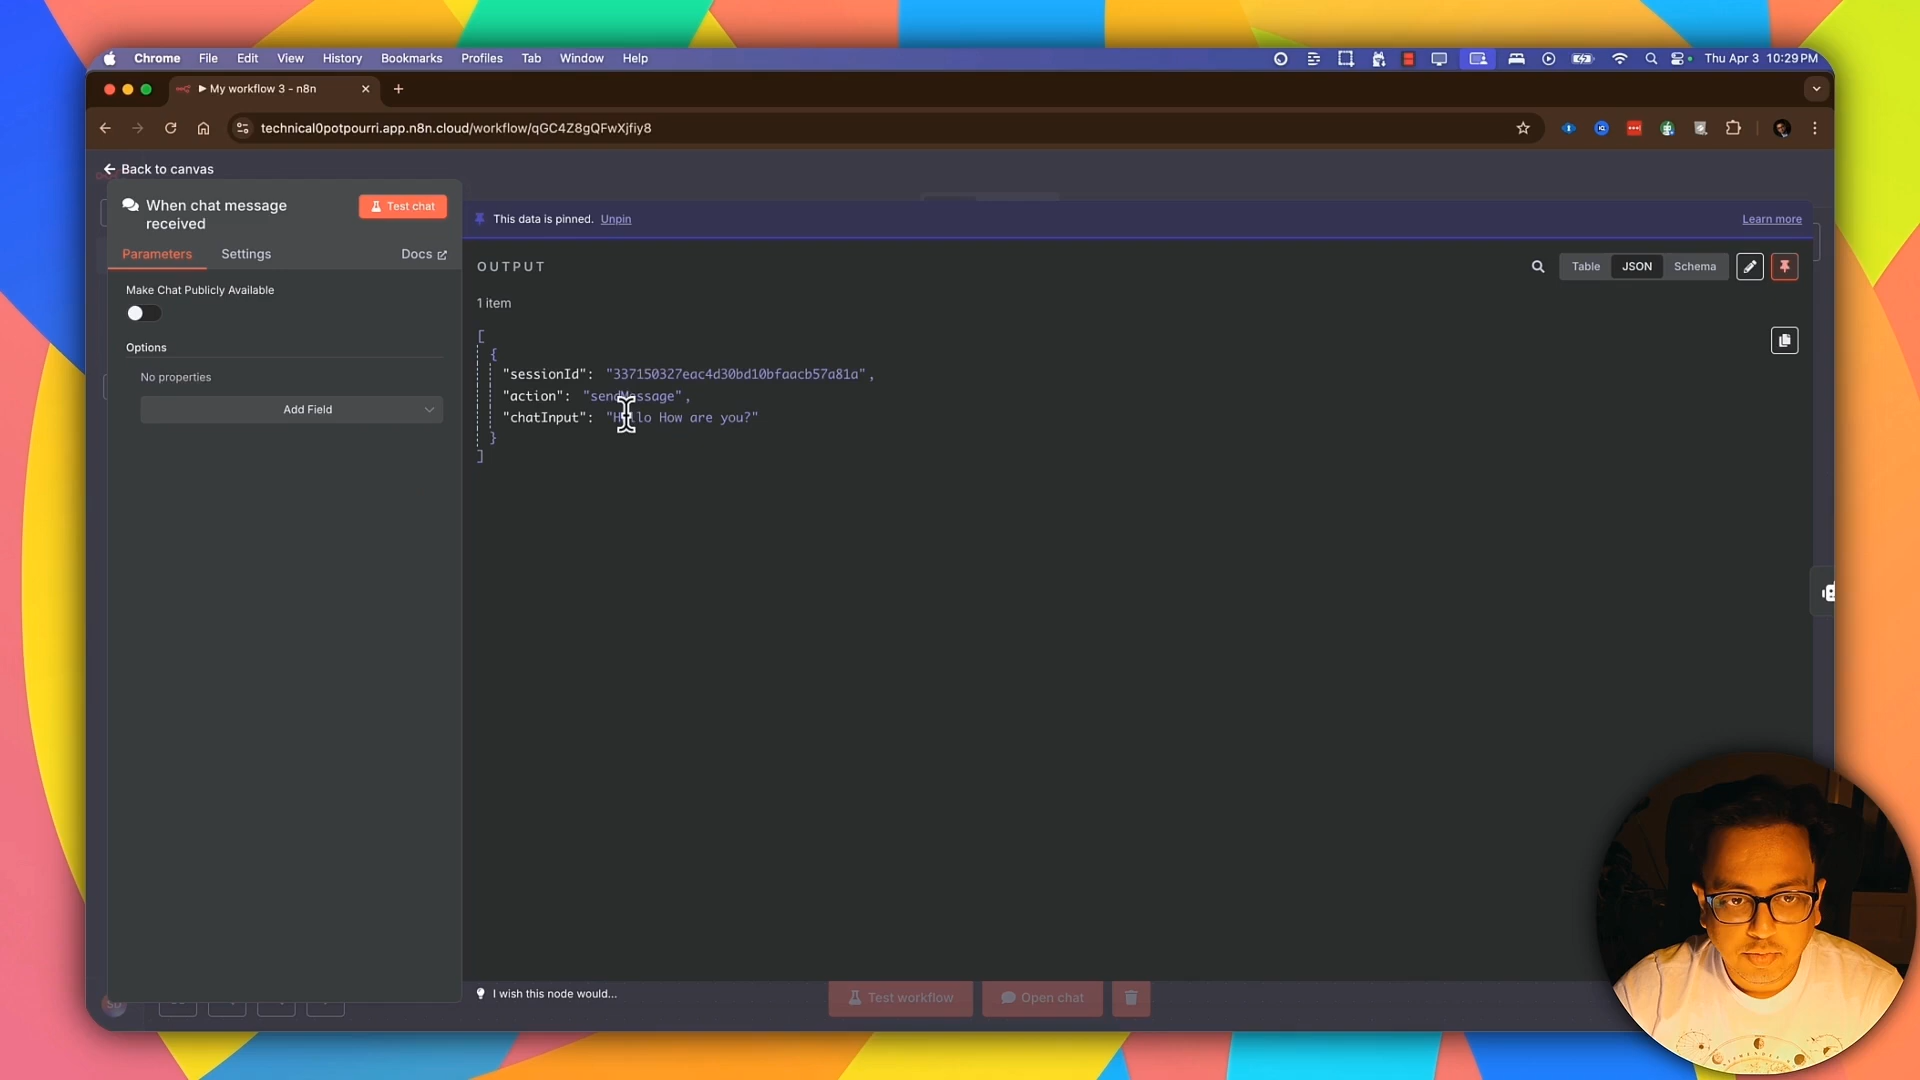 Chrome File Edit View History Bookmarks Profiles Tab Window Help Thu Apr 3 10:29 PM
My workflow 3 - n8n
technical0potpourri.app.n8n.cloud/workflow/qGC4Z8gQFwXjfiy8
Back to canvas
When chat message received
Test chat
Parameters Settings Docs
Make Chat Publicly Available
Options
No properties
Add Field
This data is pinned. Unpin Learn more
OUTPUT
Table JSON Schema
1 item
[
{
"sessionId": "337150327eac4d30bd10bfaacb57a81a",
"action": "sendMessage",
"chatInput": "Hello How are you?"
}
]
I wish this node would...
Test workflow Open chat